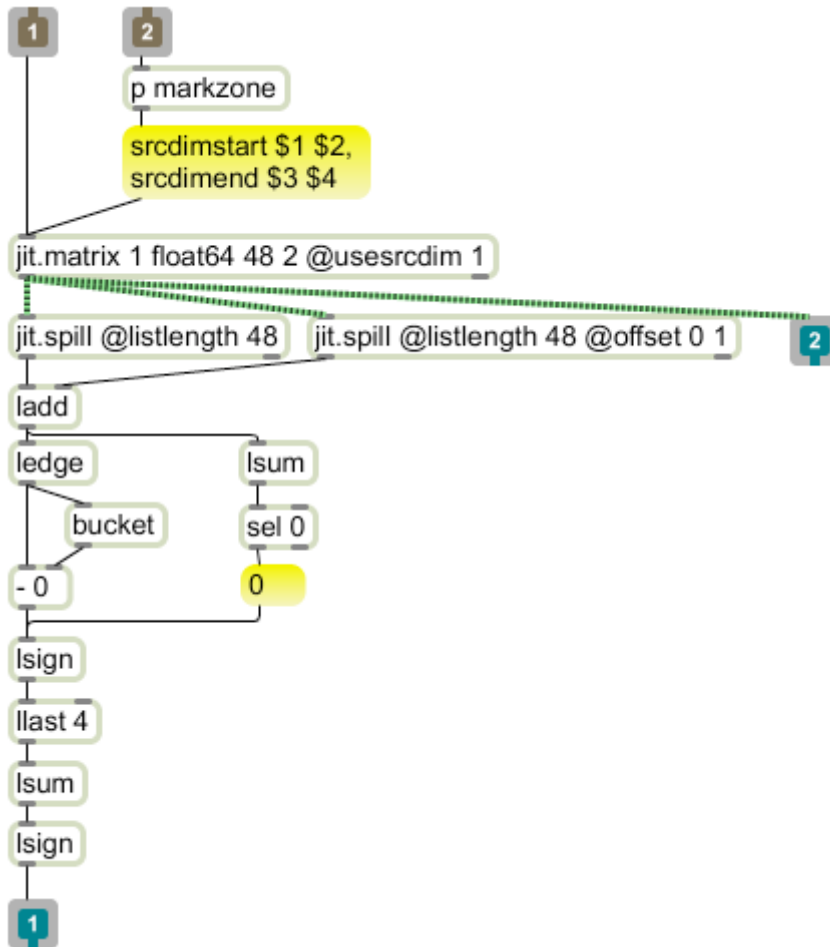 1
2
p markzone
srcdimstart $1 $2,
srcdimend $3 $4
jit.matrix 1 float64 48 2 @usesrcdim 1
jit.spill @listlength 48
jit.spill @listlength 48 @offset 0 1
2
ladd
ledge
lsum
bucket
sel 0
- 0
0
lsign
llast 4
lsum
lsign
1